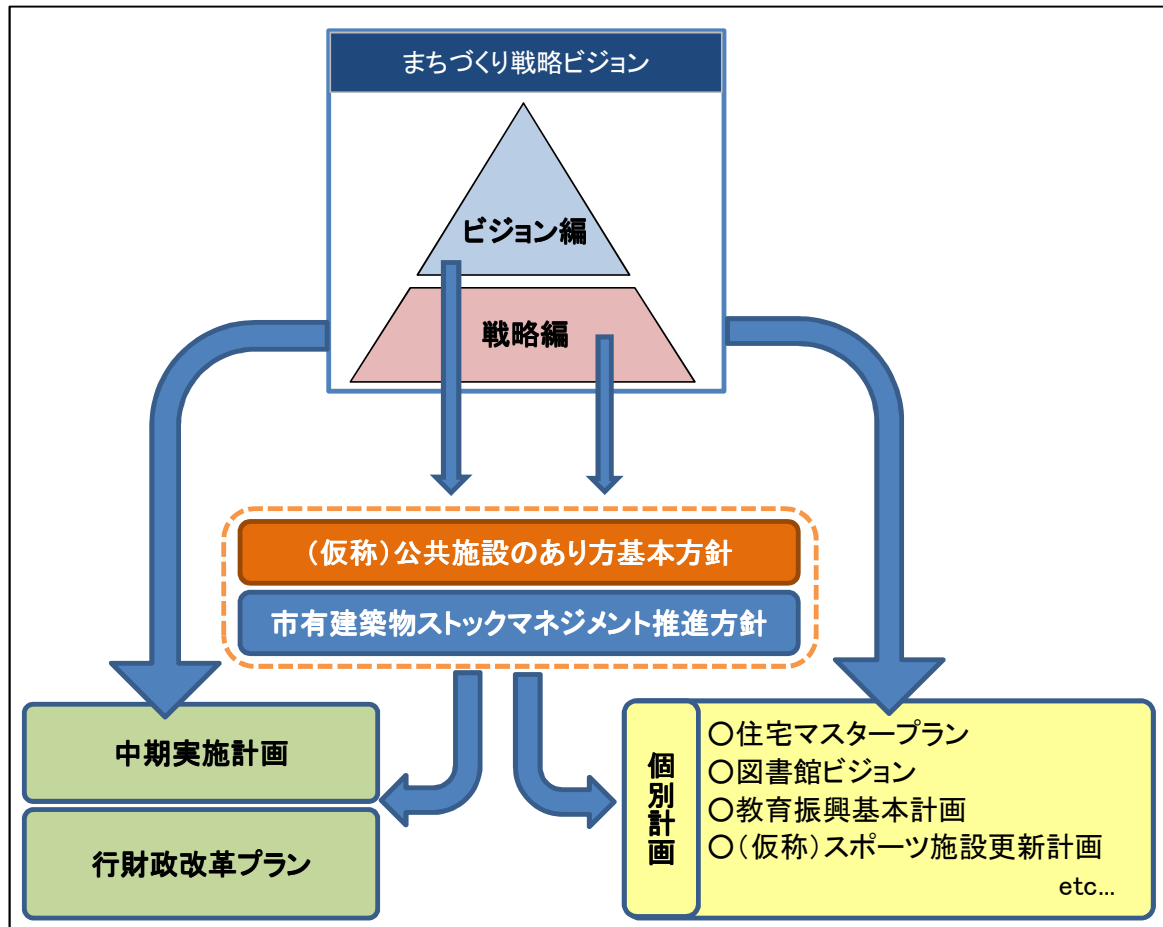 まちづくり戦略ビジョン
ビジョン編
戦略編
（仮称）公共施設のあり方基本方針
市有建築物ストックマネジメント推進方針
中期実施計画
行財政改革プラン
個別計画
○住宅マスタープラン
○図書館ビジョン
○教育振興基本計画
○（仮称）スポーツ施設更新計画
etc…